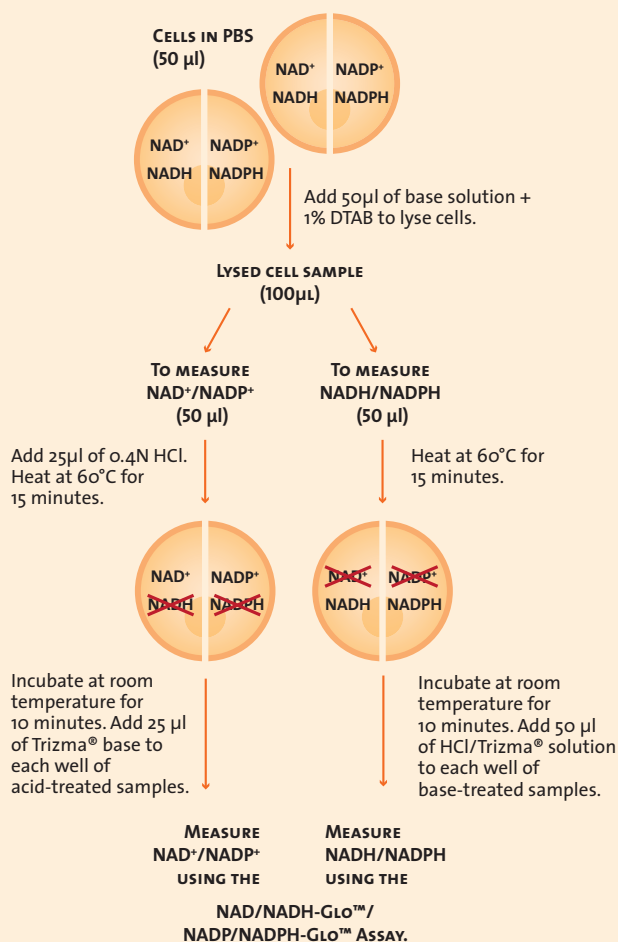 CELLS IN PBS
(50 µl)
NAD⁺ NADP⁺
NADH NADPH
NAD⁺ NADP⁺
NADH NADPH
Add 50µl of base solution +
1% DTAB to lyse cells.
LYSED CELL SAMPLE
(100µL)
TO MEASURE
NAD⁺/NADP⁺
(50 µl)
TO MEASURE
NADH/NADPH
(50 µl)
Add 25µl of 0.4N HCl.
Heat at 60°C for
15 minutes.
Heat at 60°C for
15 minutes.
NAD⁺ NADP⁺
NADH NADPH
NAD⁺ NADP⁺
NADH NADPH
Incubate at room
temperature for
10 minutes. Add 25 µl
of Trizma® base to
each well of
acid-treated samples.
Incubate at room
temperature for
10 minutes. Add 50 µl
of HCl/Trizma® solution
to each well of
base-treated samples.
MEASURE
NAD⁺/NADP⁺
USING THE
MEASURE
NADH/NADPH
USING THE
NAD/NADH-GLO™/
NADP/NADPH-GLO™ ASSAY.